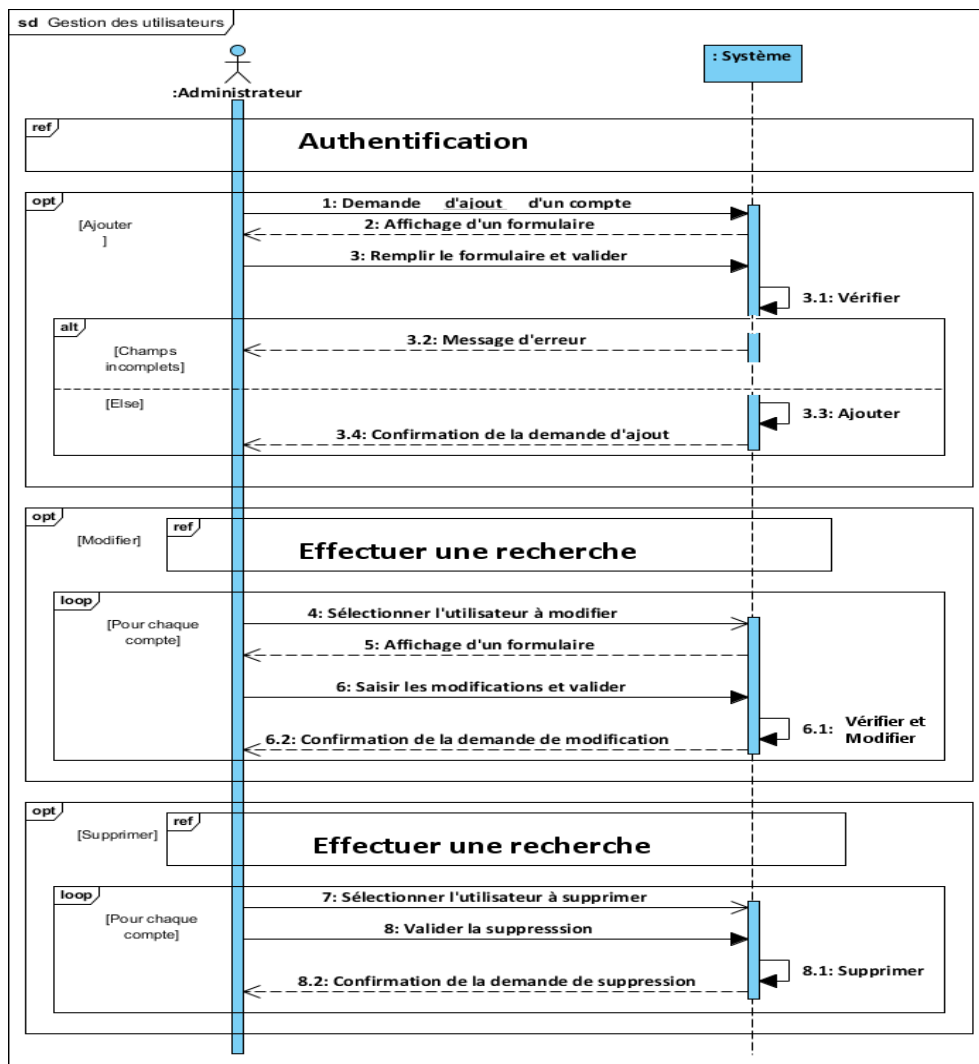 sd Gestion des utilisateurs
:Administrateur
: Système
ref
Authentification
opt
[Ajouter
]
1: Demande d'ajout d'un compte
2: Affichage d'un formulaire
3: Remplir le formulaire et valider
3.1: Vérifier
alt
[Champs
incomplets]
3.2: Message d'erreur
[Else]
3.3: Ajouter
3.4: Confirmation de la demande d'ajout
opt
[Modifier]
ref
Effectuer une recherche
loop
[Pour chaque
compte]
4: Sélectionner l'utilisateur à modifier
5: Affichage d'un formulaire
6: Saisir les modifications et valider
6.1: Vérifier et
Modifier
6.2: Confirmation de la demande de modification
opt
[Supprimer]
ref
Effectuer une recherche
loop
[Pour chaque
compte]
7: Sélectionner l'utilisateur à supprimer
8: Valider la suppresssion
8.1: Supprimer
8.2: Confirmation de la demande de suppression